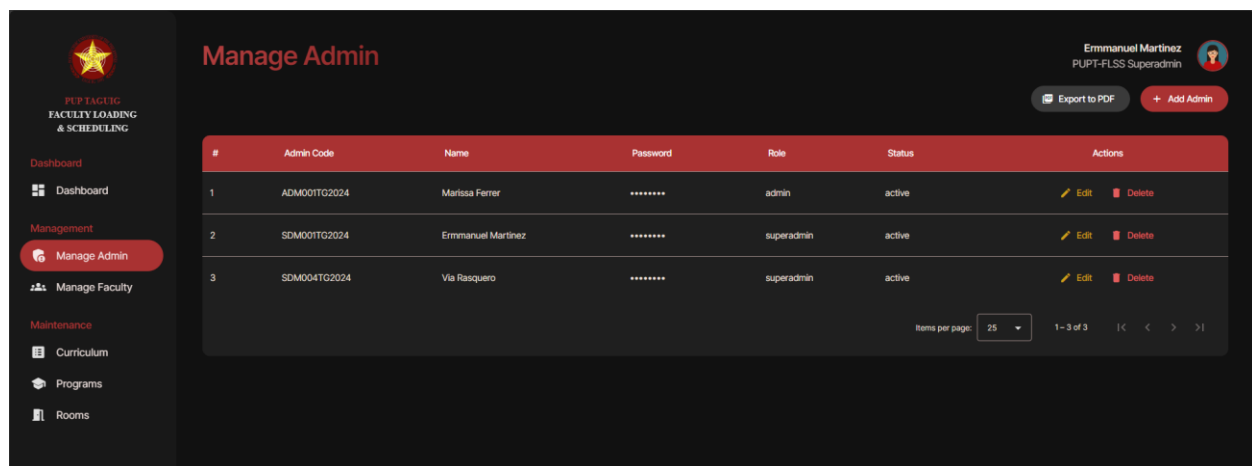 PUP TAGUIG
FACULTY LOADING
& SCHEDULING
Dashboard
Dashboard
Management
Manage Admin
Manage Faculty
Maintenance
Curriculum
Programs
Rooms
Manage Admin
Ermmanuel Martinez
PUPT-FLSS Superadmin
Export to PDF
+ Add Admin
# Admin Code Name Password Role Status Actions
1 ADM001TG2024 Marissa Ferrer •••••••• admin active Edit Delete
2 SDM001TG2024 Ermmanuel Martinez •••••••• superadmin active Edit Delete
3 SDM004TG2024 Via Rasquero •••••••• superadmin active Edit Delete
Items per page: 25 1 – 3 of 3